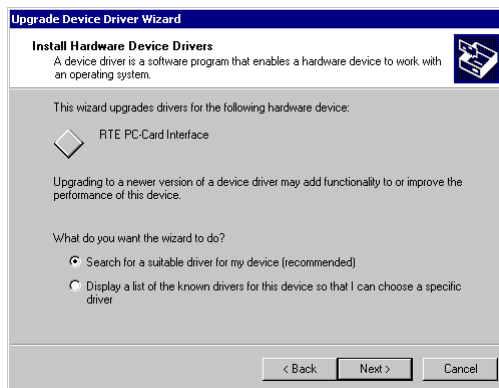 Upgrade Device Driver Wizard
Install Hardware Device Drivers
A device driver is a software program that enables a hardware device to work with
an operating system.
This wizard upgrades drivers for the following hardware device:
RTE PC-Card Interface
Upgrading to a newer version of a device driver may add functionality to or improve the
performance of this device.
What do you want the wizard to do?
Search for a suitable driver for my device (recommended)
Display a list of the known drivers for this device so that I can choose a specific
driver
< Back Next > Cancel